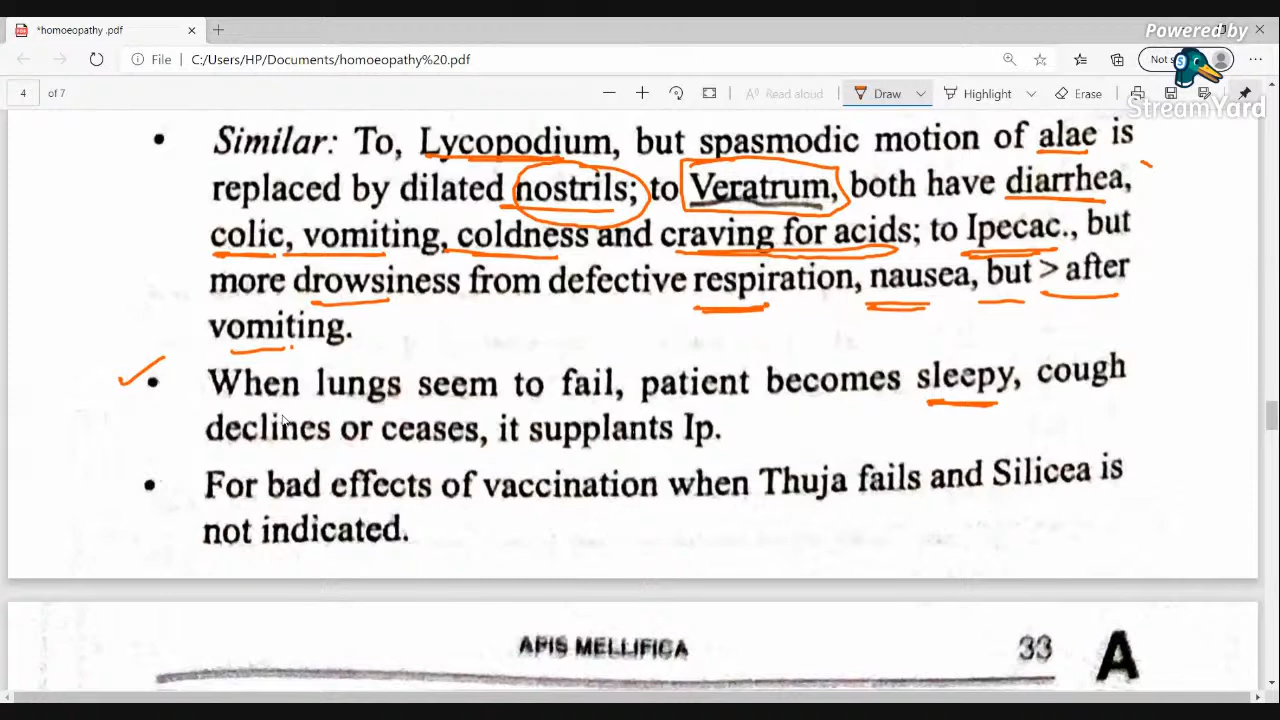 *homoeopathy .pdf
Powered by
File
C:/Users/HP/Documents/homoeopathy%20.pdf
Not s
StreamYard
4 of 7
Read aloud
Draw
Highlight
Erase
• Similar: To, Lycopodium, but spasmodic motion of alae is
replaced by dilated nostrils; to Veratrum, both have diarrhea,
colic, vomiting, coldness and craving for acids; to Ipecac., but
more drowsiness from defective respiration, nausea, but > after
vomiting.
• When lungs seem to fail, patient becomes sleepy, cough
declines or ceases, it supplants Ip.
• For bad effects of vaccination when Thuja fails and Silicea is
not indicated.
APIS MELLIFICA 33 A